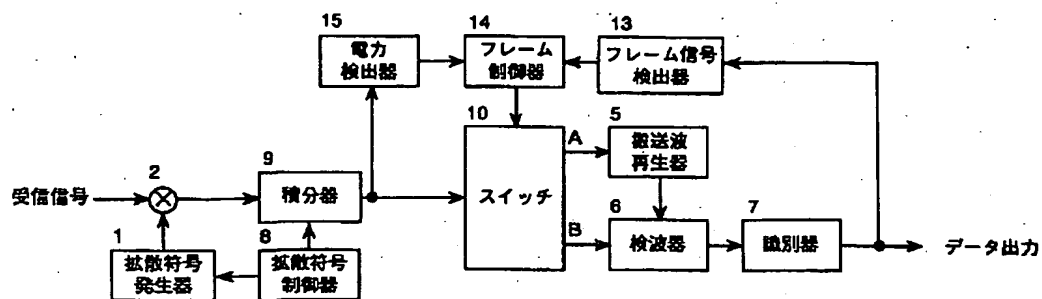 15
電力
検出器
14
フレーム
制御器
13
フレーム信号
検出器
10
スイッチ
A
B
5
搬送波
再生器
受信信号
2
9
積分器
6
検波器
7
識別器
データ出力
1
拡散符号
発生器
8
拡散符号
制御器